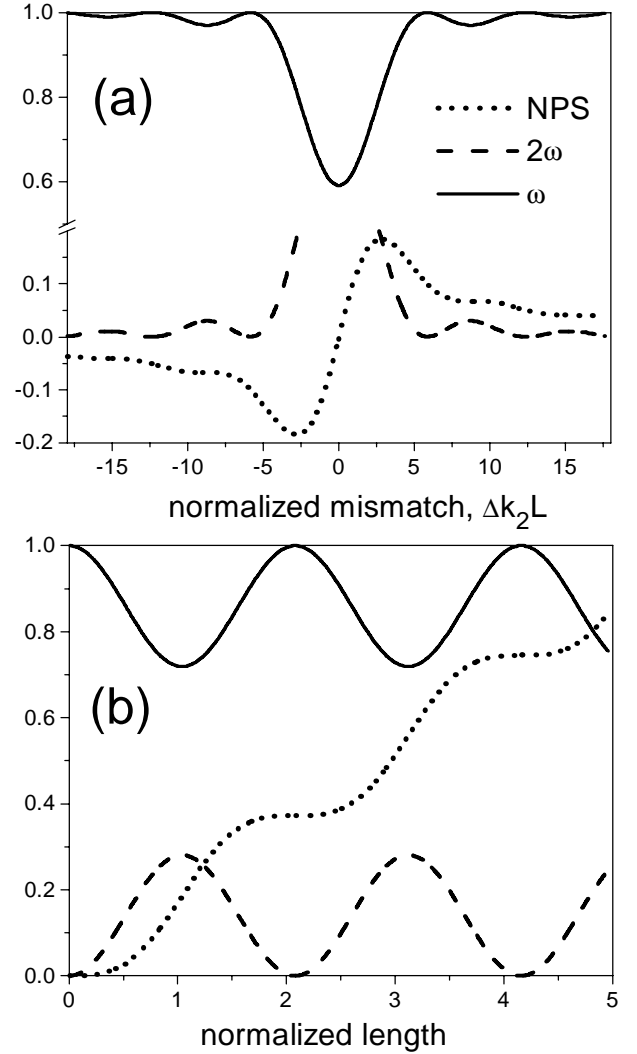 1.0
(a)
NPS
0.8
2ω
ω
0.6
0.1
0.0
-0.1
-0.2
-15 -10 -5 0 5 10 15
normalized mismatch, Δk₂L
1.0
0.8
(b)
0.6
0.4
0.2
0.0
0 1 2 3 4 5
normalized length